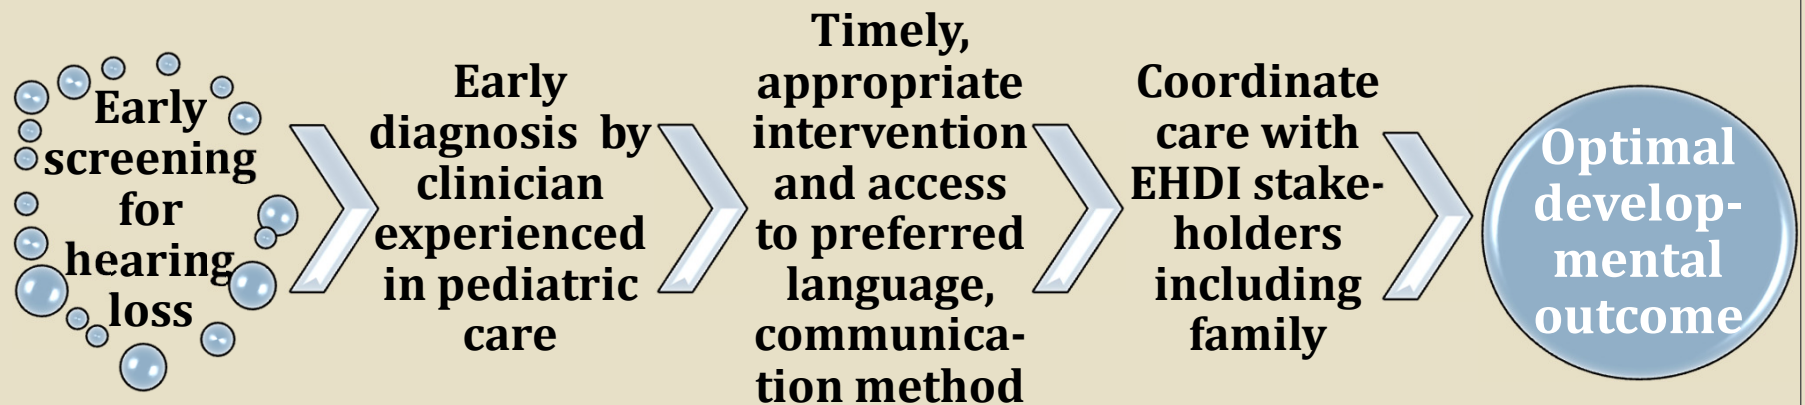 Early
screening
for
hearing
loss
Early
diagnosis by
clinician
experienced
in pediatric
care
Timely,
appropriate
intervention
and access
to preferred
language,
communica-
tion method
Coordinate
care with
EHDI stake-
holders
including
family
Optimal
develop-
mental
outcome